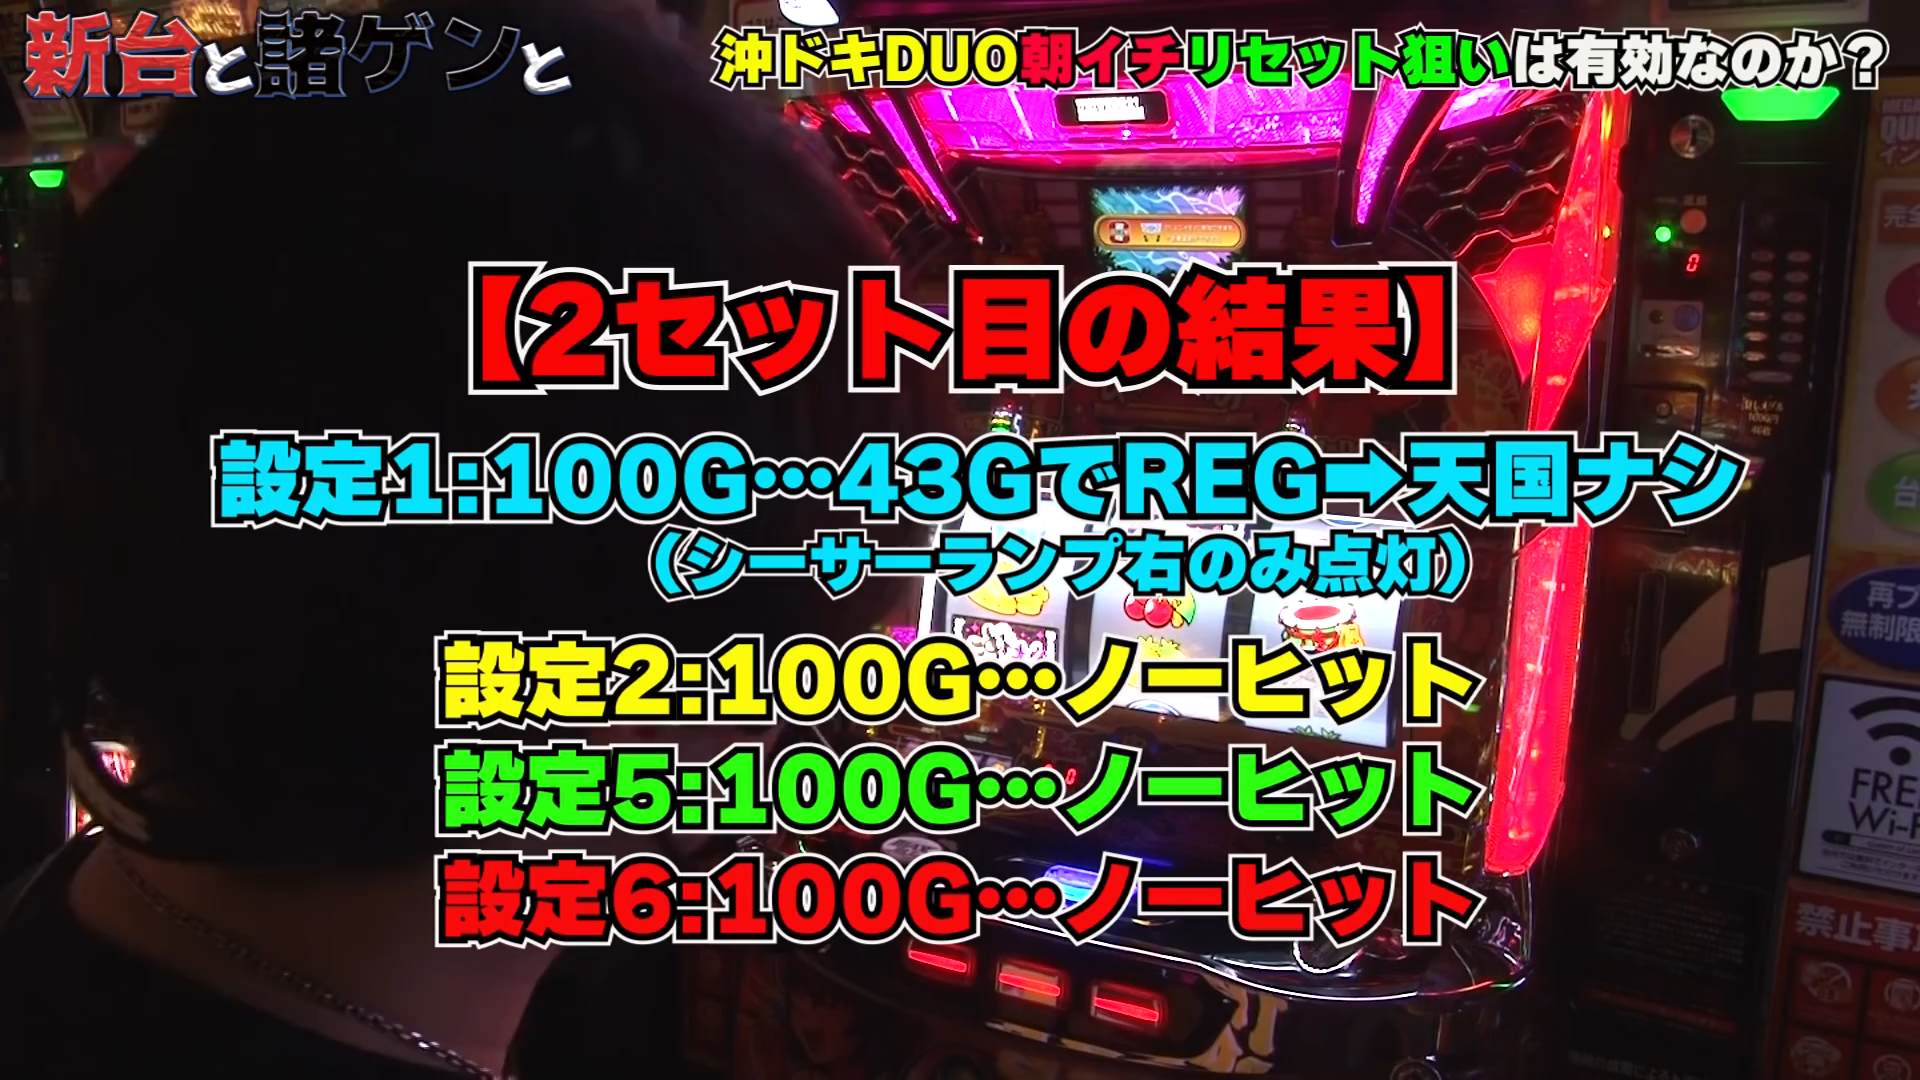 新台と諸ゲンと
沖ドキDUO朝イチリセット狙いは有効なのか？
【2セット目の結果】
設定1:100G…43GでREG➡天国ナシ
（シーサーランプ右のみ点灯）
設定2:100G…ノーヒット
設定5:100G…ノーヒット
設定6:100G…ノーヒット
再プ
無制限
FREE
Wi-F
禁止事